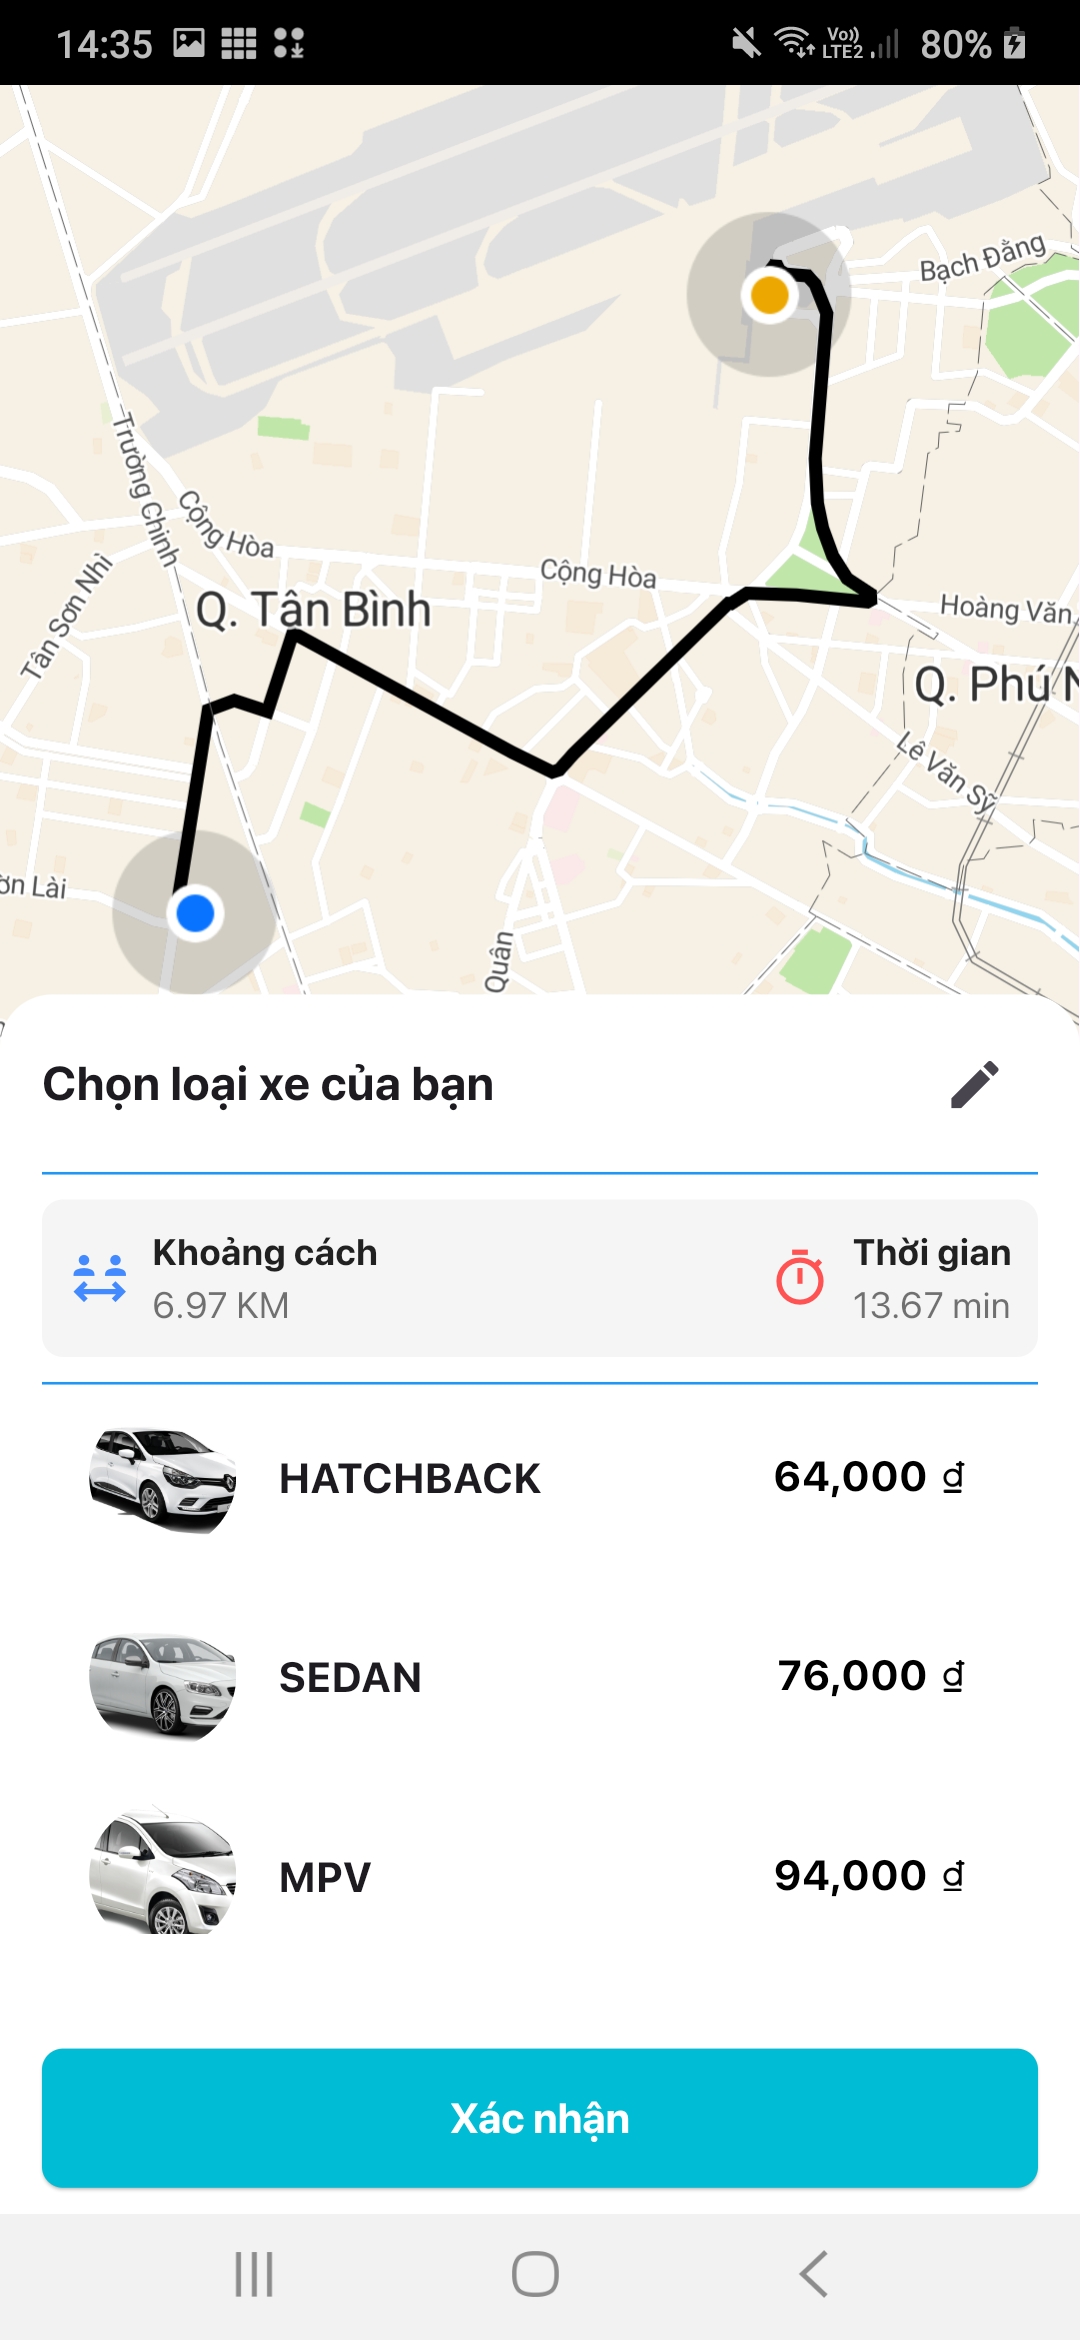 14:35
Vo))
LTE2
80%
Bạch Đằng
Trường Chinh
Cộng Hòa
Tân Sơn Nhì
Cộng Hòa
Q. Tân Bình
Hoàng Văn
Q. Phú N
Lê Văn Sỹ
ơn Lài
Quân
Chọn loại xe của bạn
Khoảng cách
6.97 KM
Thời gian
13.67 min
HATCHBACK
64,000 ₫
SEDAN
76,000 ₫
MPV
94,000 ₫
Xác nhận